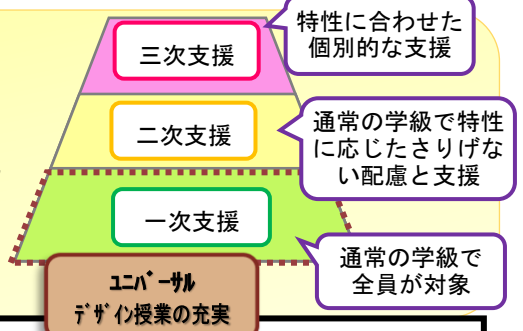 三次支援
特性に合わせた
個別的な支援
二次支援
通常の学級で特性
に応じたさりげな
い配慮と支援
一次支援
通常の学級で
全員が対象
ﾕﾆﾊﾞｰｻﾙ
ﾃﾞｻﾞｲﾝ授業の充実